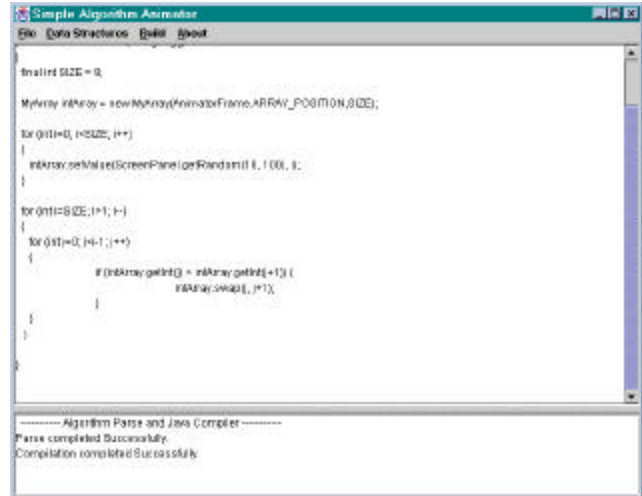 Simple Algorithm Animator
File Data Structures Build About
{
final int SIZE = 8;
MyArray intArray = new MyArray(AnimatorFrame.ARRAY_POSITION,SIZE);
for (int i=0; i<SIZE; i++)
{
intArray.setValue(ScreenPanel.getRandom(1 100), i);
}
for (int i=SIZE; i>1; i--)
{
for (int j=0; j<i-1; j++)
{
if (intArray.getInt(j) > intArray.getInt(j+1)) {
intArray.swap(j, j+1);
}
}
}
}
---------- Algorithm Parse and Java Compiler ----------
Parse completed Successfully.
Compilation completed Successfully.